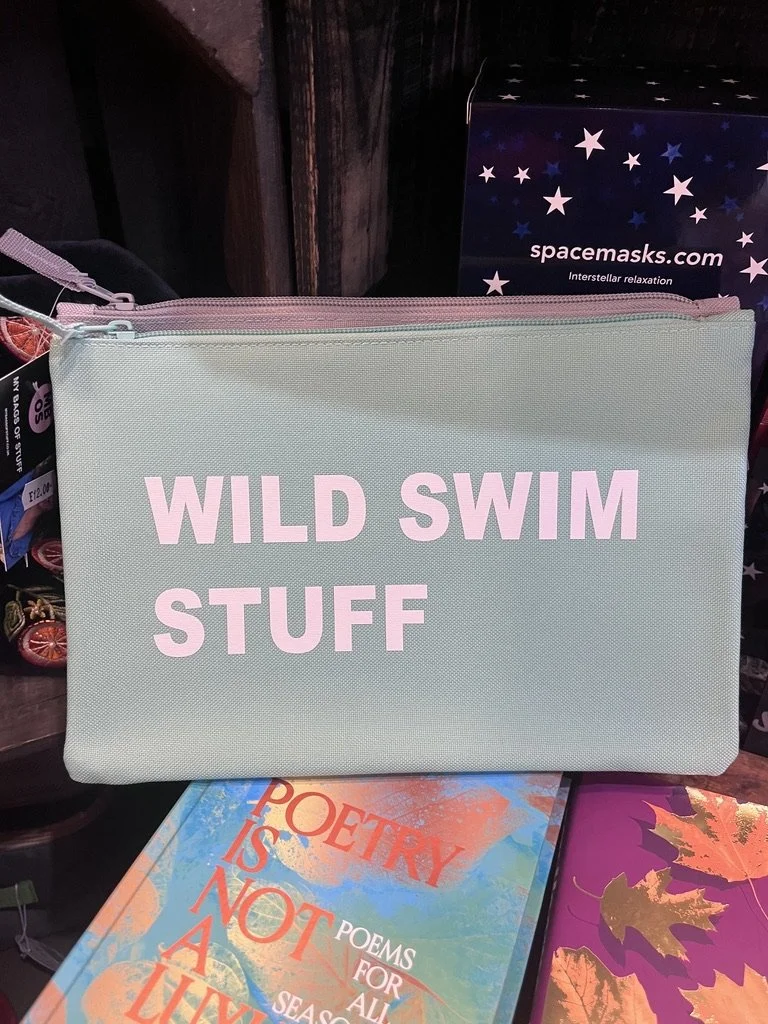 spacemasks.com
Interstellar relaxation
MY BAGS OF STUFF
£12.00
WILD SWIM
STUFF
POETRY
IS
NOT
A
POEMS
FOR
ALL